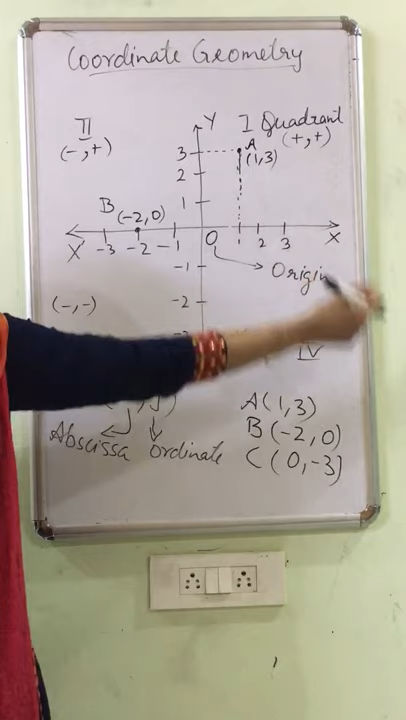 Coordinate Geometry
Y
II
I Quadrant
(-,+)
(+,+)
3
A
(1,3)
2
1
B
(-2,0)
X'
-3
-2
-1
O
1
2
3
X
-1
Origin
(-,-)
-2
IV
Abscissa
Ordinate
A(1,3)
B(-2,0)
C(0,-3)